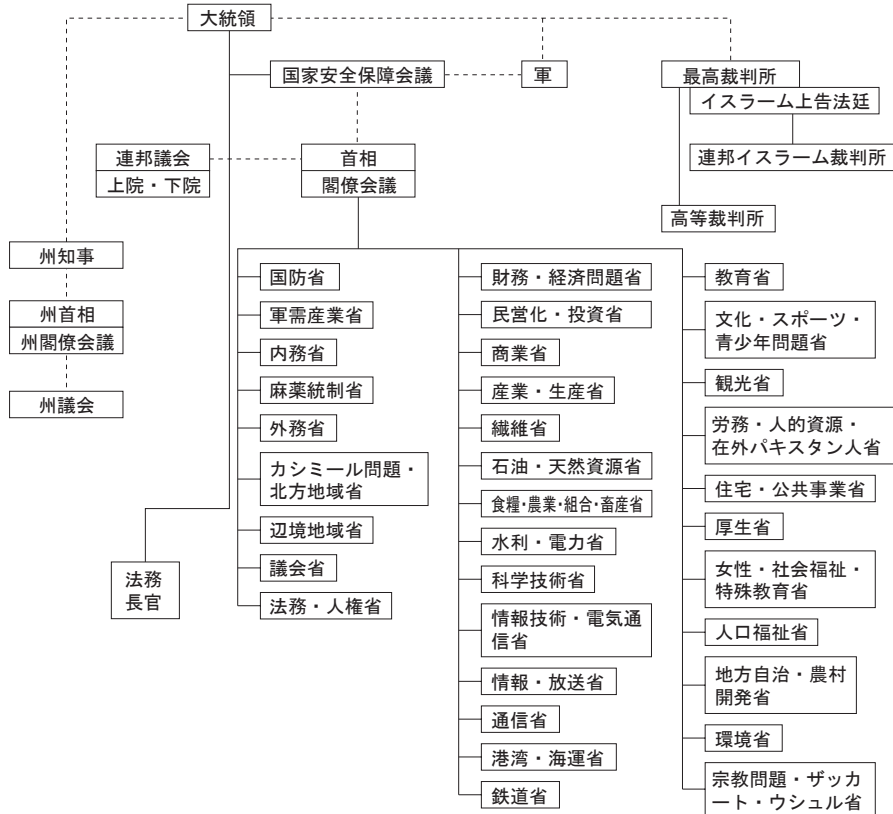 大統領
国家安全保障会議
軍
最高裁判所
イスラーム上告法廷
連邦イスラーム裁判所
高等裁判所
連邦議会
上院・下院
首相
閣僚会議
州知事
州首相
州閣僚会議
州議会
法務
長官
国防省
軍需産業省
内務省
麻薬統制省
外務省
カシミール問題・
北方地域省
辺境地域省
議会省
法務・人権省
財務・経済問題省
民営化・投資省
商業省
産業・生産省
繊維省
石油・天然資源省
食糧・農業・組合・畜産省
水利・電力省
科学技術省
情報技術・電気通
信省
情報・放送省
通信省
港湾・海運省
鉄道省
教育省
文化・スポーツ・
青少年問題省
観光省
労務・人的資源・
在外パキスタン人省
住宅・公共事業省
厚生省
女性・社会福祉・
特殊教育省
人口福祉省
地方自治・農村
開発省
環境省
宗教問題・ザッカ
ート・ウシュル省